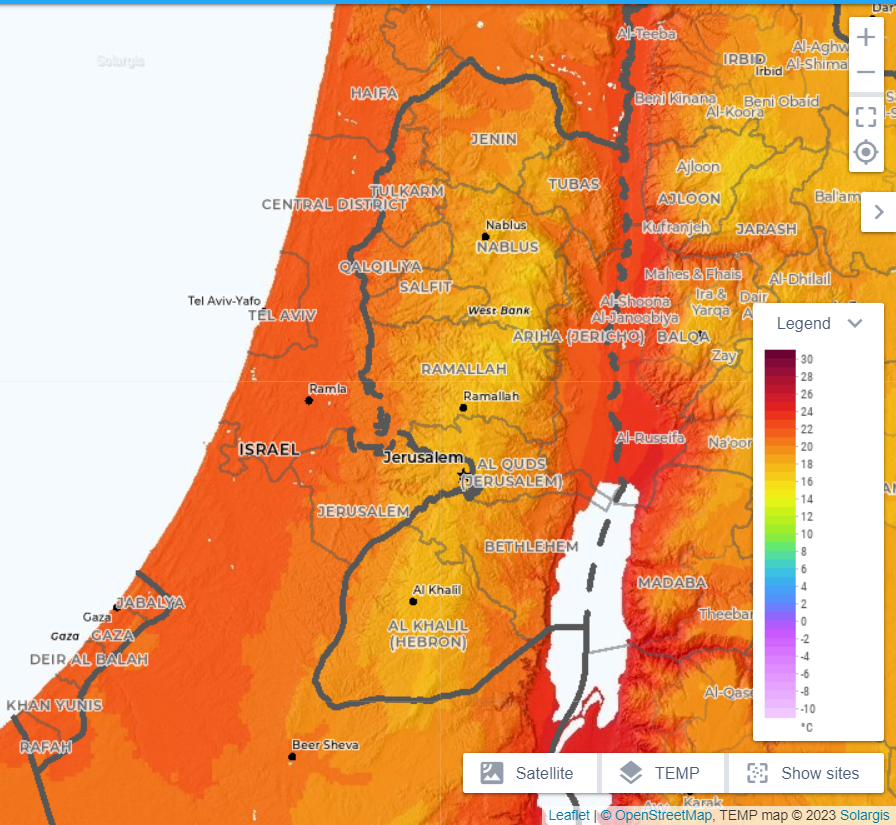 Dar
Al-Teeba
Solargis
Al-Aghw
IRBID
Al-Shima
Irbid
HAIFA
Beni Kinana
Beni Obaid
Al-Koora
JENIN
Ajloon
TUBAS
TULKARM
AJLOON
Baliam
CENTRAL DISTRICT
Nablus
Kufranjeh
JARASH
NABLUS
QALQILIYA
Mahes & Fhais
Al-Dhilail
SALFIT
Tel Aviv-Yafo
Al-Shoona
Al-Janoobiya
Ira &
Yarqa
Dair
A
TEL AVIV
West Bank
Legend
ARIHA (JERICHO)
BALQA
Zay
30
28
26
24
22
20
18
16
14
12
10
8
6
4
2
0
-2
-4
-6
-8
-10
°C
RAMALLAH
Ramla
Ramallah
Al-Ruseifa
Na'oor
ISRAEL
Jerusalem
AL QUDS
(JERUSALEM)
JERUSALEM
BETHLEHEM
MADABA
Al Khalil
JABALYA
Gaza
Theeban
AL KHALIL
(HEBRON)
Gaza
GAZA
DEIR AL BALAH
Al-Qase
KHAN YUNIS
RAFAH
Beer Sheva
Satellite
TEMP
Show sites
Karak
Leaflet | © OpenStreetMap, TEMP map © 2023 Solargis